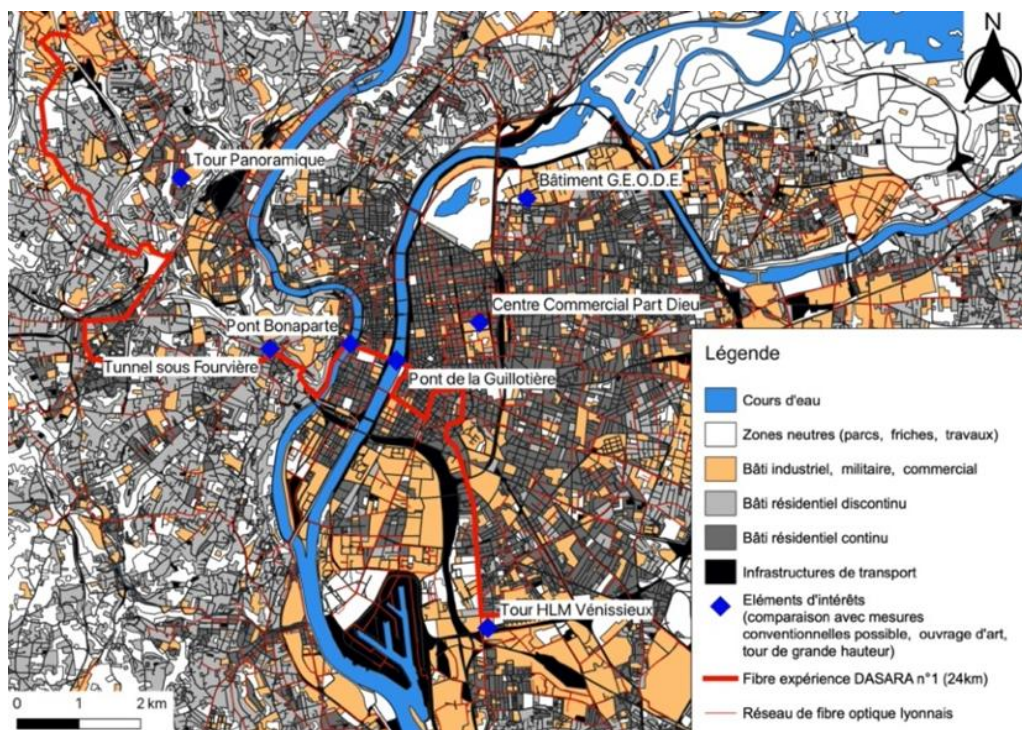 N
Tour Panoramique
Bâtiment G.E.O.D.E.
Centre Commercial Part Dieu
Pont Bonaparte
Tunnel sous Fourvière
Pont de la Guillotière
Tour HLM Vénissieux
0 1 2 km
Légende
Cours d'eau
Zones neutres (parcs, friches, travaux)
Bâti industriel, militaire, commercial
Bâti résidentiel discontinu
Bâti résidentiel continu
Infrastructures de transport
Eléments d'intérêts
(comparaison avec mesures
conventionnelles possible, ouvrage d'art,
tour de grande hauteur)
Fibre expérience DASARA n°1 (24km)
Réseau de fibre optique lyonnais